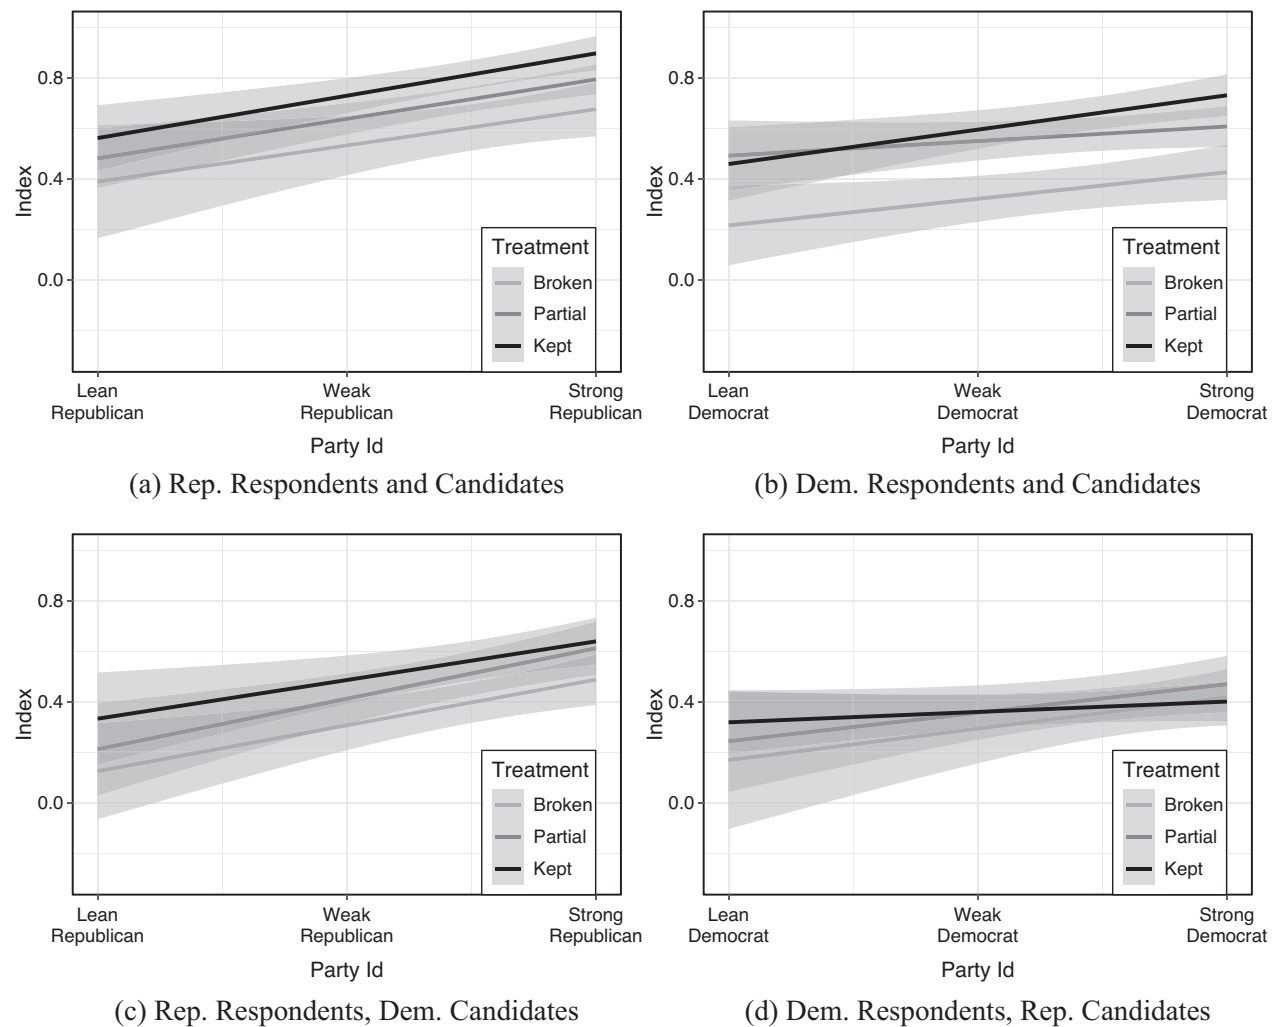 0.8
0.4
0.0
Index
Treatment
Broken
Partial
Kept
Lean
Republican
Weak
Republican
Strong
Republican
Party Id
(a) Rep. Respondents and Candidates
0.8
0.4
0.0
Index
Treatment
Broken
Partial
Kept
Lean
Democrat
Weak
Democrat
Strong
Democrat
Party Id
(b) Dem. Respondents and Candidates
0.8
0.4
0.0
Index
Treatment
Broken
Partial
Kept
Lean
Republican
Weak
Republican
Strong
Republican
Party Id
(c) Rep. Respondents, Dem. Candidates
0.8
0.4
0.0
Index
Treatment
Broken
Partial
Kept
Lean
Democrat
Weak
Democrat
Strong
Democrat
Party Id
(d) Dem. Respondents, Rep. Candidates